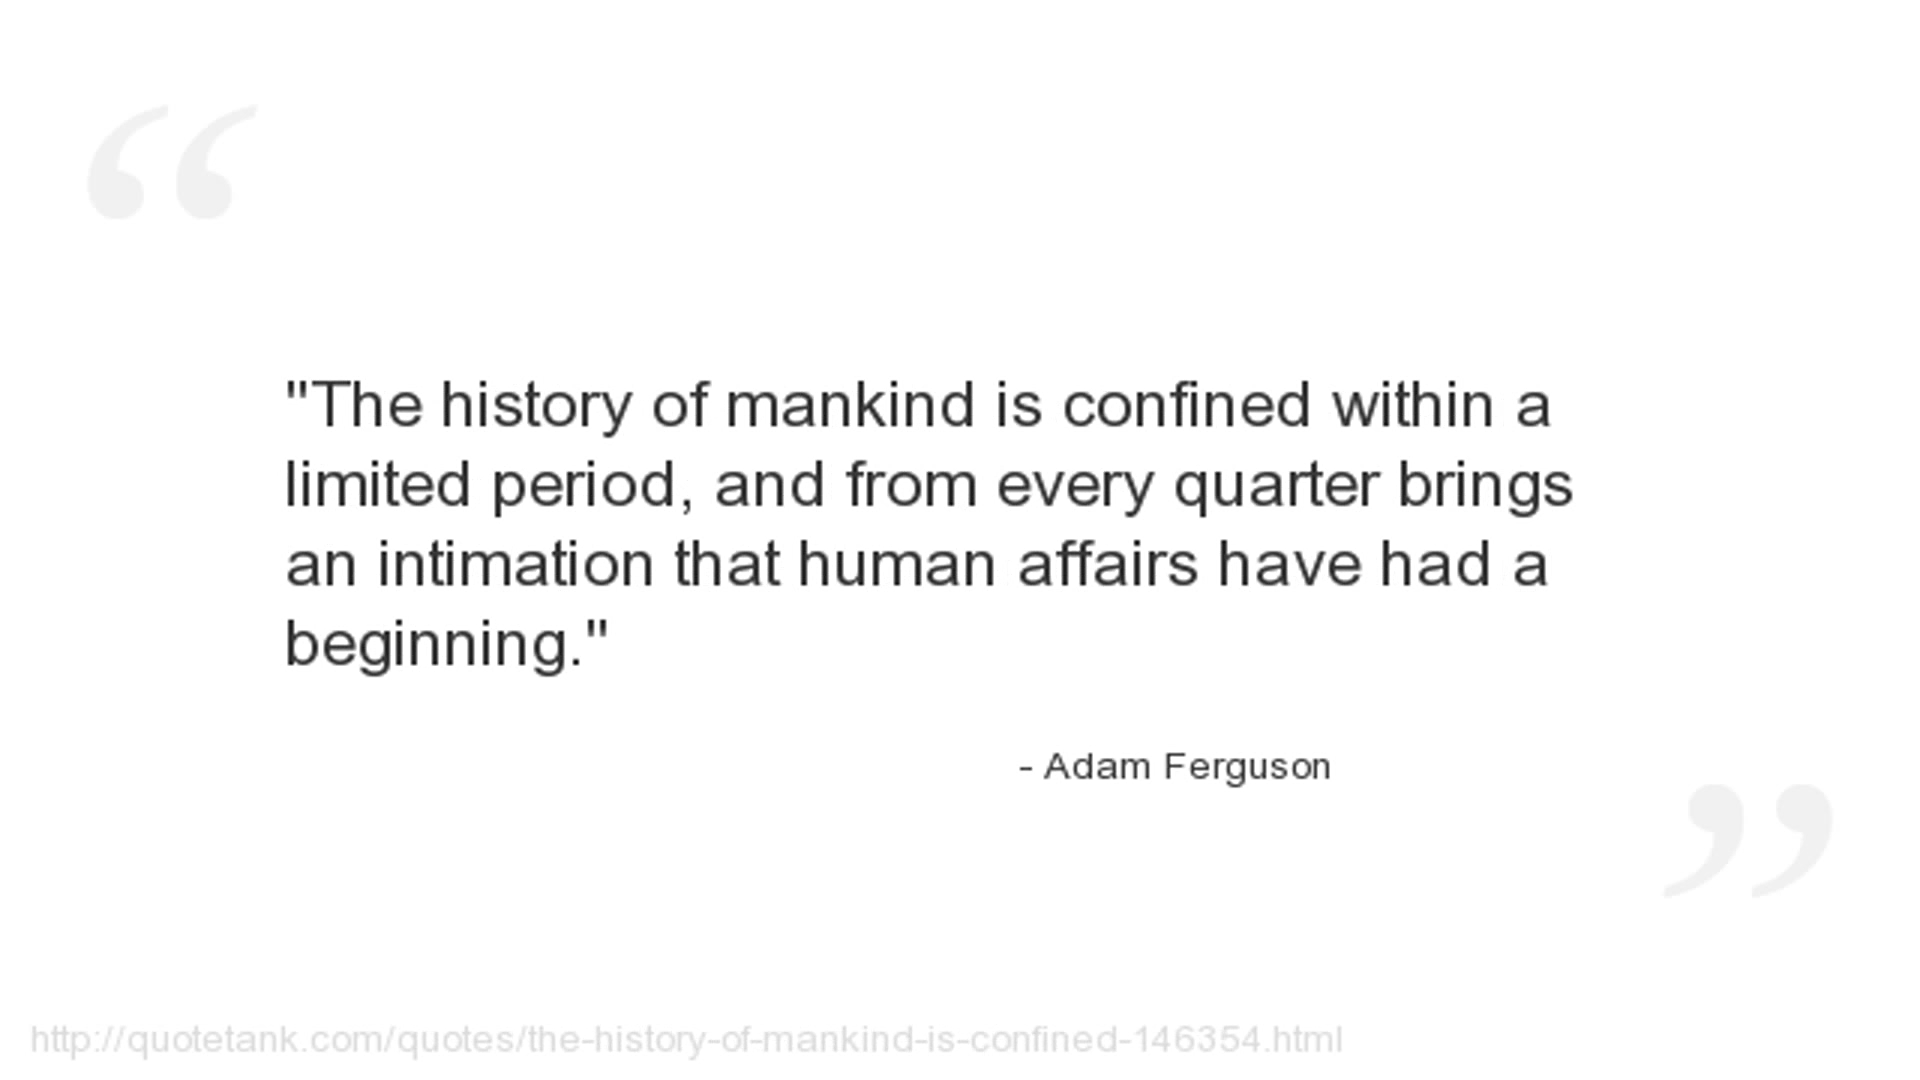 "The history of mankind is confined within a
limited period, and from every quarter brings
an intimation that human affairs have had a
beginning."
- Adam Ferguson
http://quotetank.com/quotes/the-history-of-mankind-is-confined-146354.html